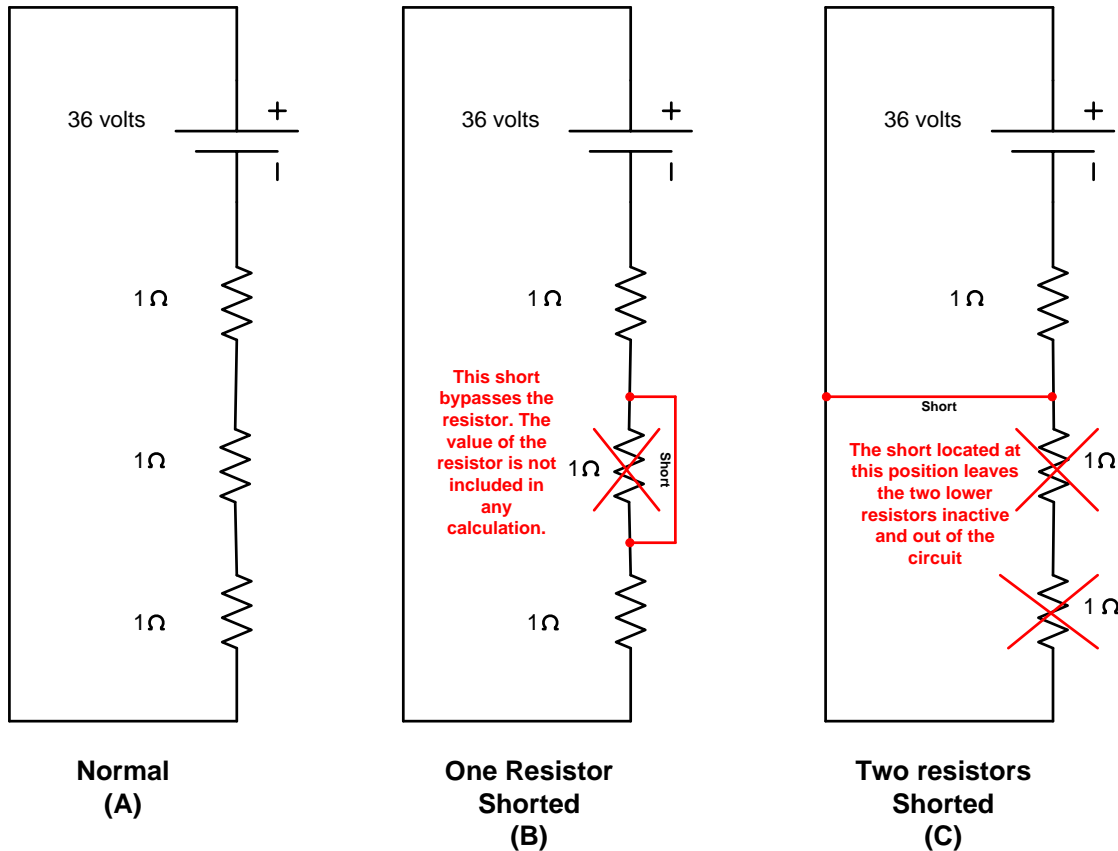 36 volts
+
–
1Ω
1Ω
1Ω
Normal
(A)
36 volts
+
–
1Ω
This short
bypasses the
resistor. The
value of the
resistor is not
included in
any
calculation.
1Ω
Short
1Ω
One Resistor
Shorted
(B)
36 volts
+
–
1Ω
Short
The short located at
this position leaves
the two lower
resistors inactive
and out of the
circuit
1Ω
1Ω
Two resistors
Shorted
(C)